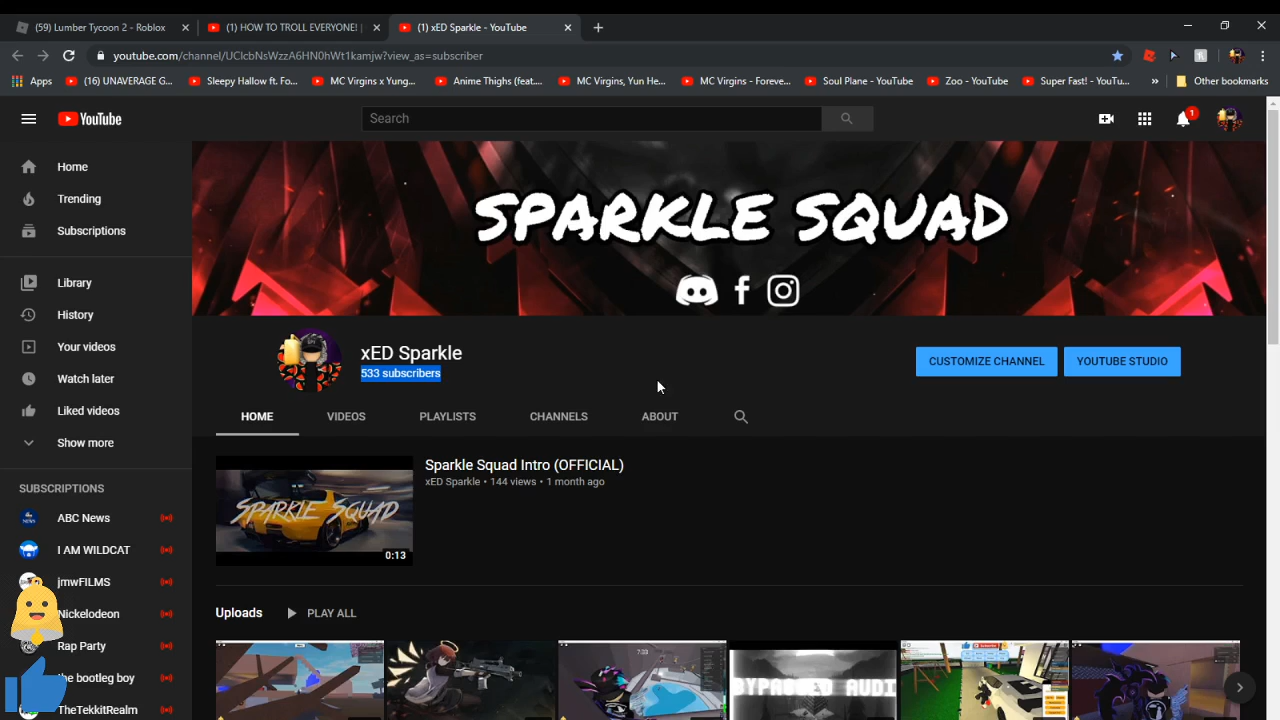 (59) Lumber Tycoon 2 - Roblox
(1) HOW TO TROLL EVERYONE! |
(1) xED Sparkle - YouTube
youtube.com/channel/UClcbNsWzzA6HN0hWt1kamjw?view_as=subscriber
Apps
(16) UNAVERAGE G...
Sleepy Hallow ft. Fo...
MC Virgins x Yung...
Anime Thighs (feat....
MC Virgins, Yun He...
MC Virgins - Foreve...
Soul Plane - YouTube
Zoo - YouTube
Super Fast! - YouTu...
»
Other bookmarks
YouTube
Search
1
Home
Trending
Subscriptions
Library
History
Your videos
Watch later
Liked videos
Show more
SUBSCRIPTIONS
ABC News
I AM WILDCAT
jmwFILMS
Nickelodeon
Rap Party
the bootleg boy
TheTekkitRealm
SPARKLE SQUAD
xED Sparkle
533 subscribers
CUSTOMIZE CHANNEL
YOUTUBE STUDIO
HOME
VIDEOS
PLAYLISTS
CHANNELS
ABOUT
SPARKLE SQUAD
0:13
Sparkle Squad Intro (OFFICIAL)
xED Sparkle • 144 views • 1 month ago
Uploads
PLAY ALL
7:33
BYPASSED AUDI